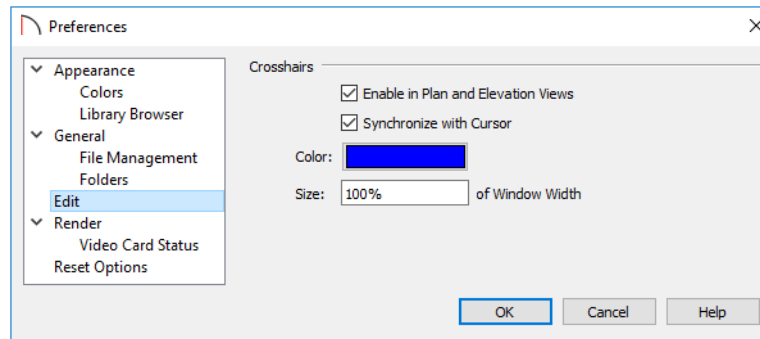 Preferences
Appearance
Colors
Library Browser
General
File Management
Folders
Edit
Render
Video Card Status
Reset Options
Crosshairs
Enable in Plan and Elevation Views
Synchronize with Cursor
Color:
Size: 100% of Window Width
OK Cancel Help